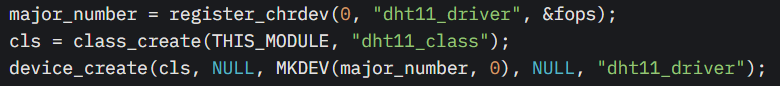 major_number = register_chrdev(0, "dht11_driver", &fops);
cls = class_create(THIS_MODULE, "dht11_class");
device_create(cls, NULL, MKDEV(major_number, 0), NULL, "dht11_driver");